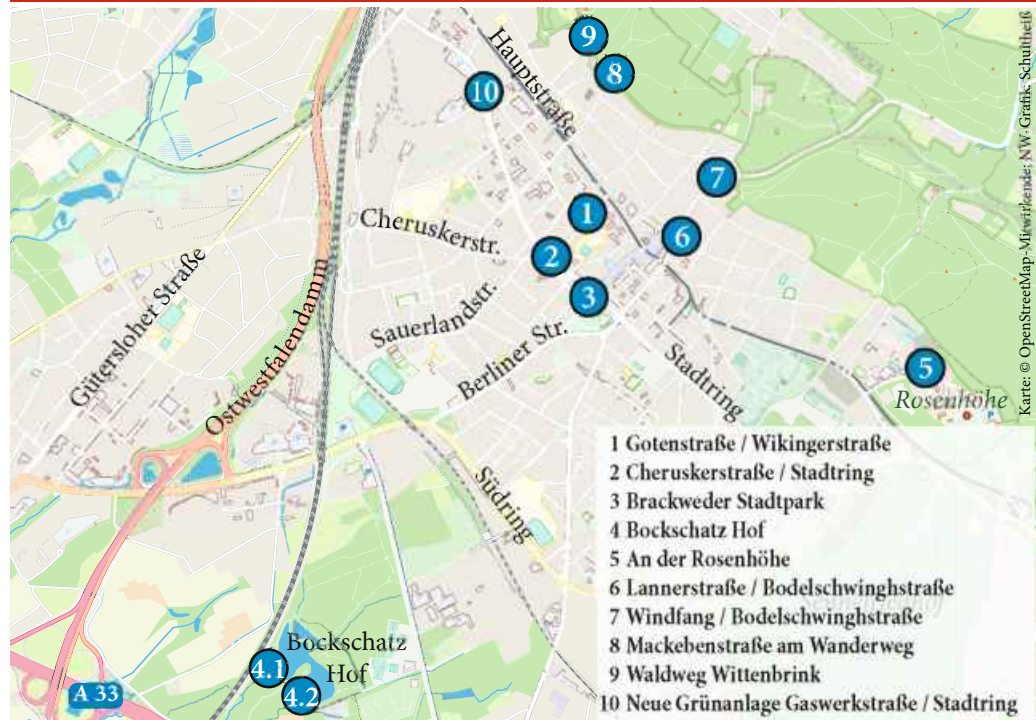 9
8
10
Hauptstraße
7
1
6
Cheruskerstr.
2
3
Gütersloher Straße
Ostwestfalendamm
Sauerlandstr.
Berliner Str.
Stadtring
5
Rosenhöhe
Südring
Bockschatz
Hof
4.1
4.2
A 33
1 Gotenstraße / Wikingerstraße
2 Cheruskerstraße / Stadtring
3 Brackweder Stadtpark
4 Bockschatz Hof
5 An der Rosenhöhe
6 Lannerstraße / Bodelschwinghstraße
7 Windfang / Bodelschwinghstraße
8 Mackebenstraße am Wanderweg
9 Waldweg Wittenbrink
10 Neue Grünanlage Gaswerkstraße / Stadtring
Karte: © OpenStreetMap-Mitwirkende; NW-Grafik: Schultheiß